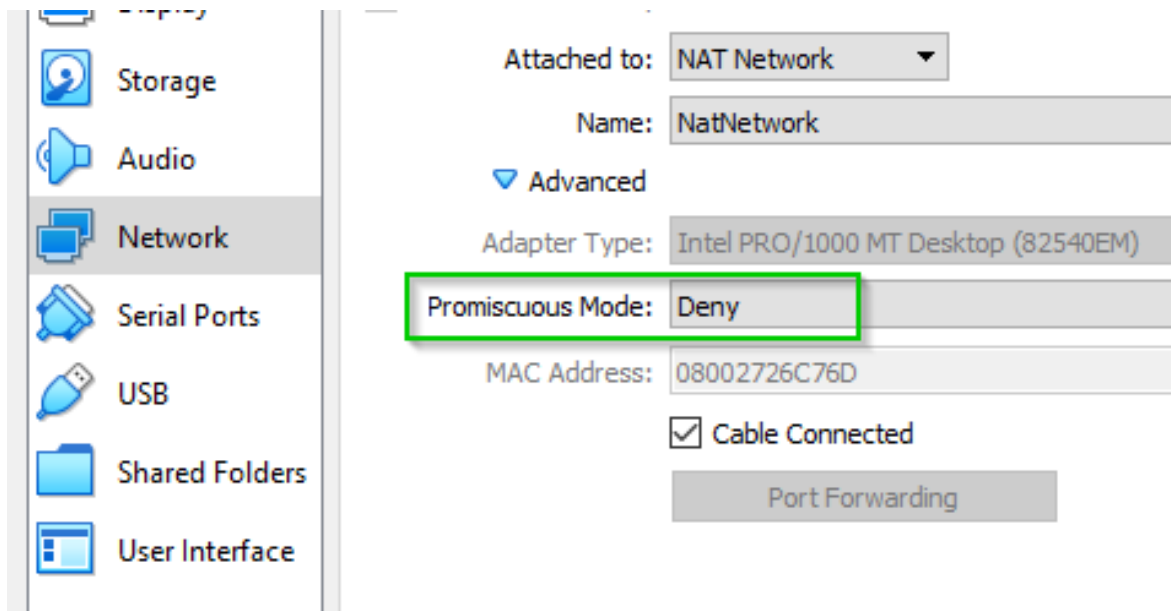 Storage
Audio
Network
Serial Ports
USB
Shared Folders
User Interface
Attached to: NAT Network
Name: NatNetwork
Advanced
Adapter Type: Intel PRO/1000 MT Desktop (82540EM)
Promiscuous Mode: Deny
MAC Address: 08002726C76D
Cable Connected
Port Forwarding